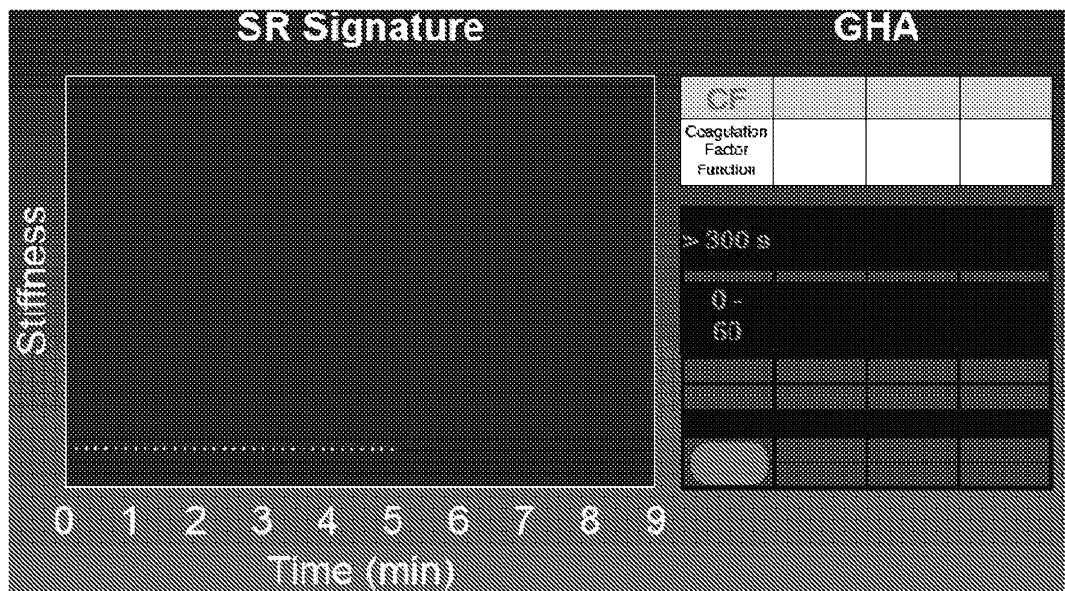 SR Signature
GHA
CF
Coagulation
Factor
Function
> 300 s
0 -
60
Stiffness
0 1 2 3 4 5 6 7 8 9
Time (min)